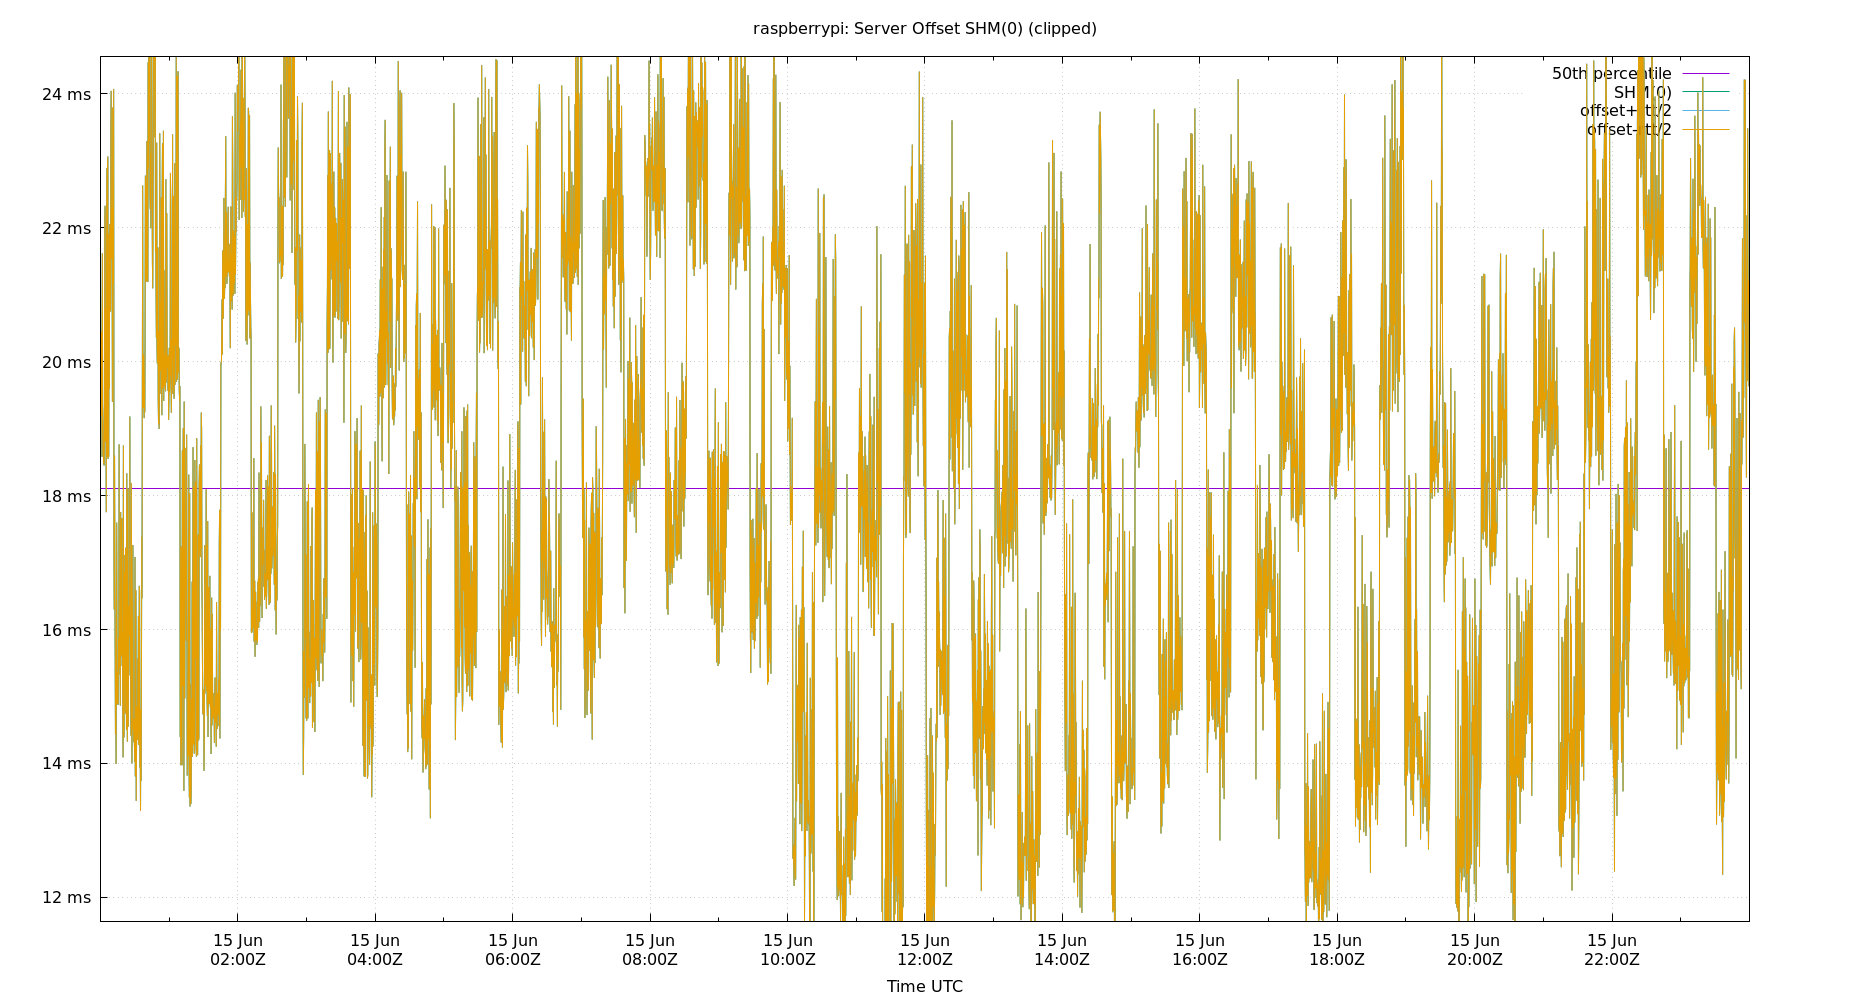 raspberrypi: Server Offset SHM(0) (clipped)
50th percentile
SHM(0)
offset+rtt/2
offset-rtt/2
24 ms
22 ms
20 ms
18 ms
16 ms
14 ms
12 ms
15 Jun 15 Jun 15 Jun 15 Jun 15 Jun 15 Jun 15 Jun 15 Jun 15 Jun 15 Jun 15 Jun
02:00Z 04:00Z 06:00Z 08:00Z 10:00Z 12:00Z 14:00Z 16:00Z 18:00Z 20:00Z 22:00Z
Time UTC